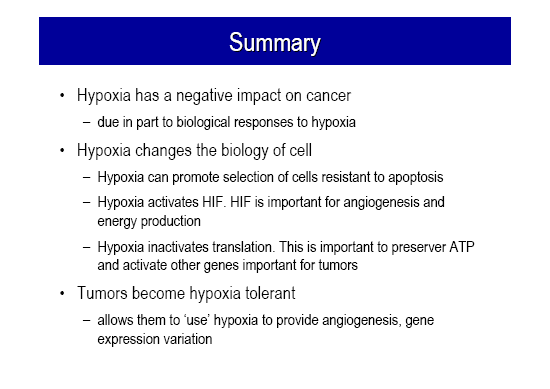 Summary
• Hypoxia has a negative impact on cancer
– due in part to biological responses to hypoxia
• Hypoxia changes the biology of cell
– Hypoxia can promote selection of cells resistant to apoptosis
– Hypoxia activates HIF. HIF is important for angiogenesis and
energy production
– Hypoxia inactivates translation. This is important to preserver ATP
and activate other genes important for tumors
• Tumors become hypoxia tolerant
– allows them to ‘use’ hypoxia to provide angiogenesis, gene
expression variation